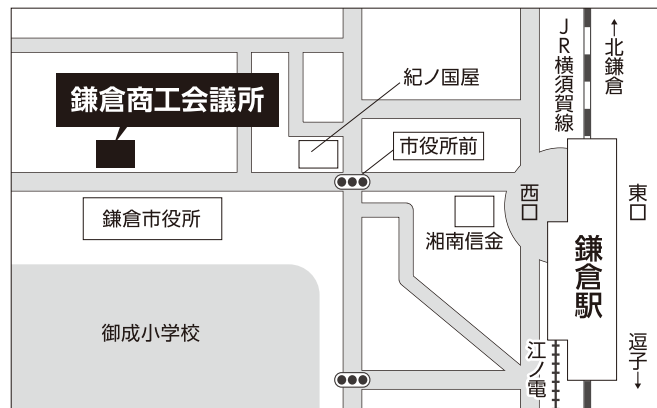 鎌倉商工会議所
紀ノ国屋
JR横須賀線
↑北鎌倉
市役所前
鎌倉市役所
湘南信金
西口
東口
鎌倉駅
御成小学校
江ノ電
逗子↓